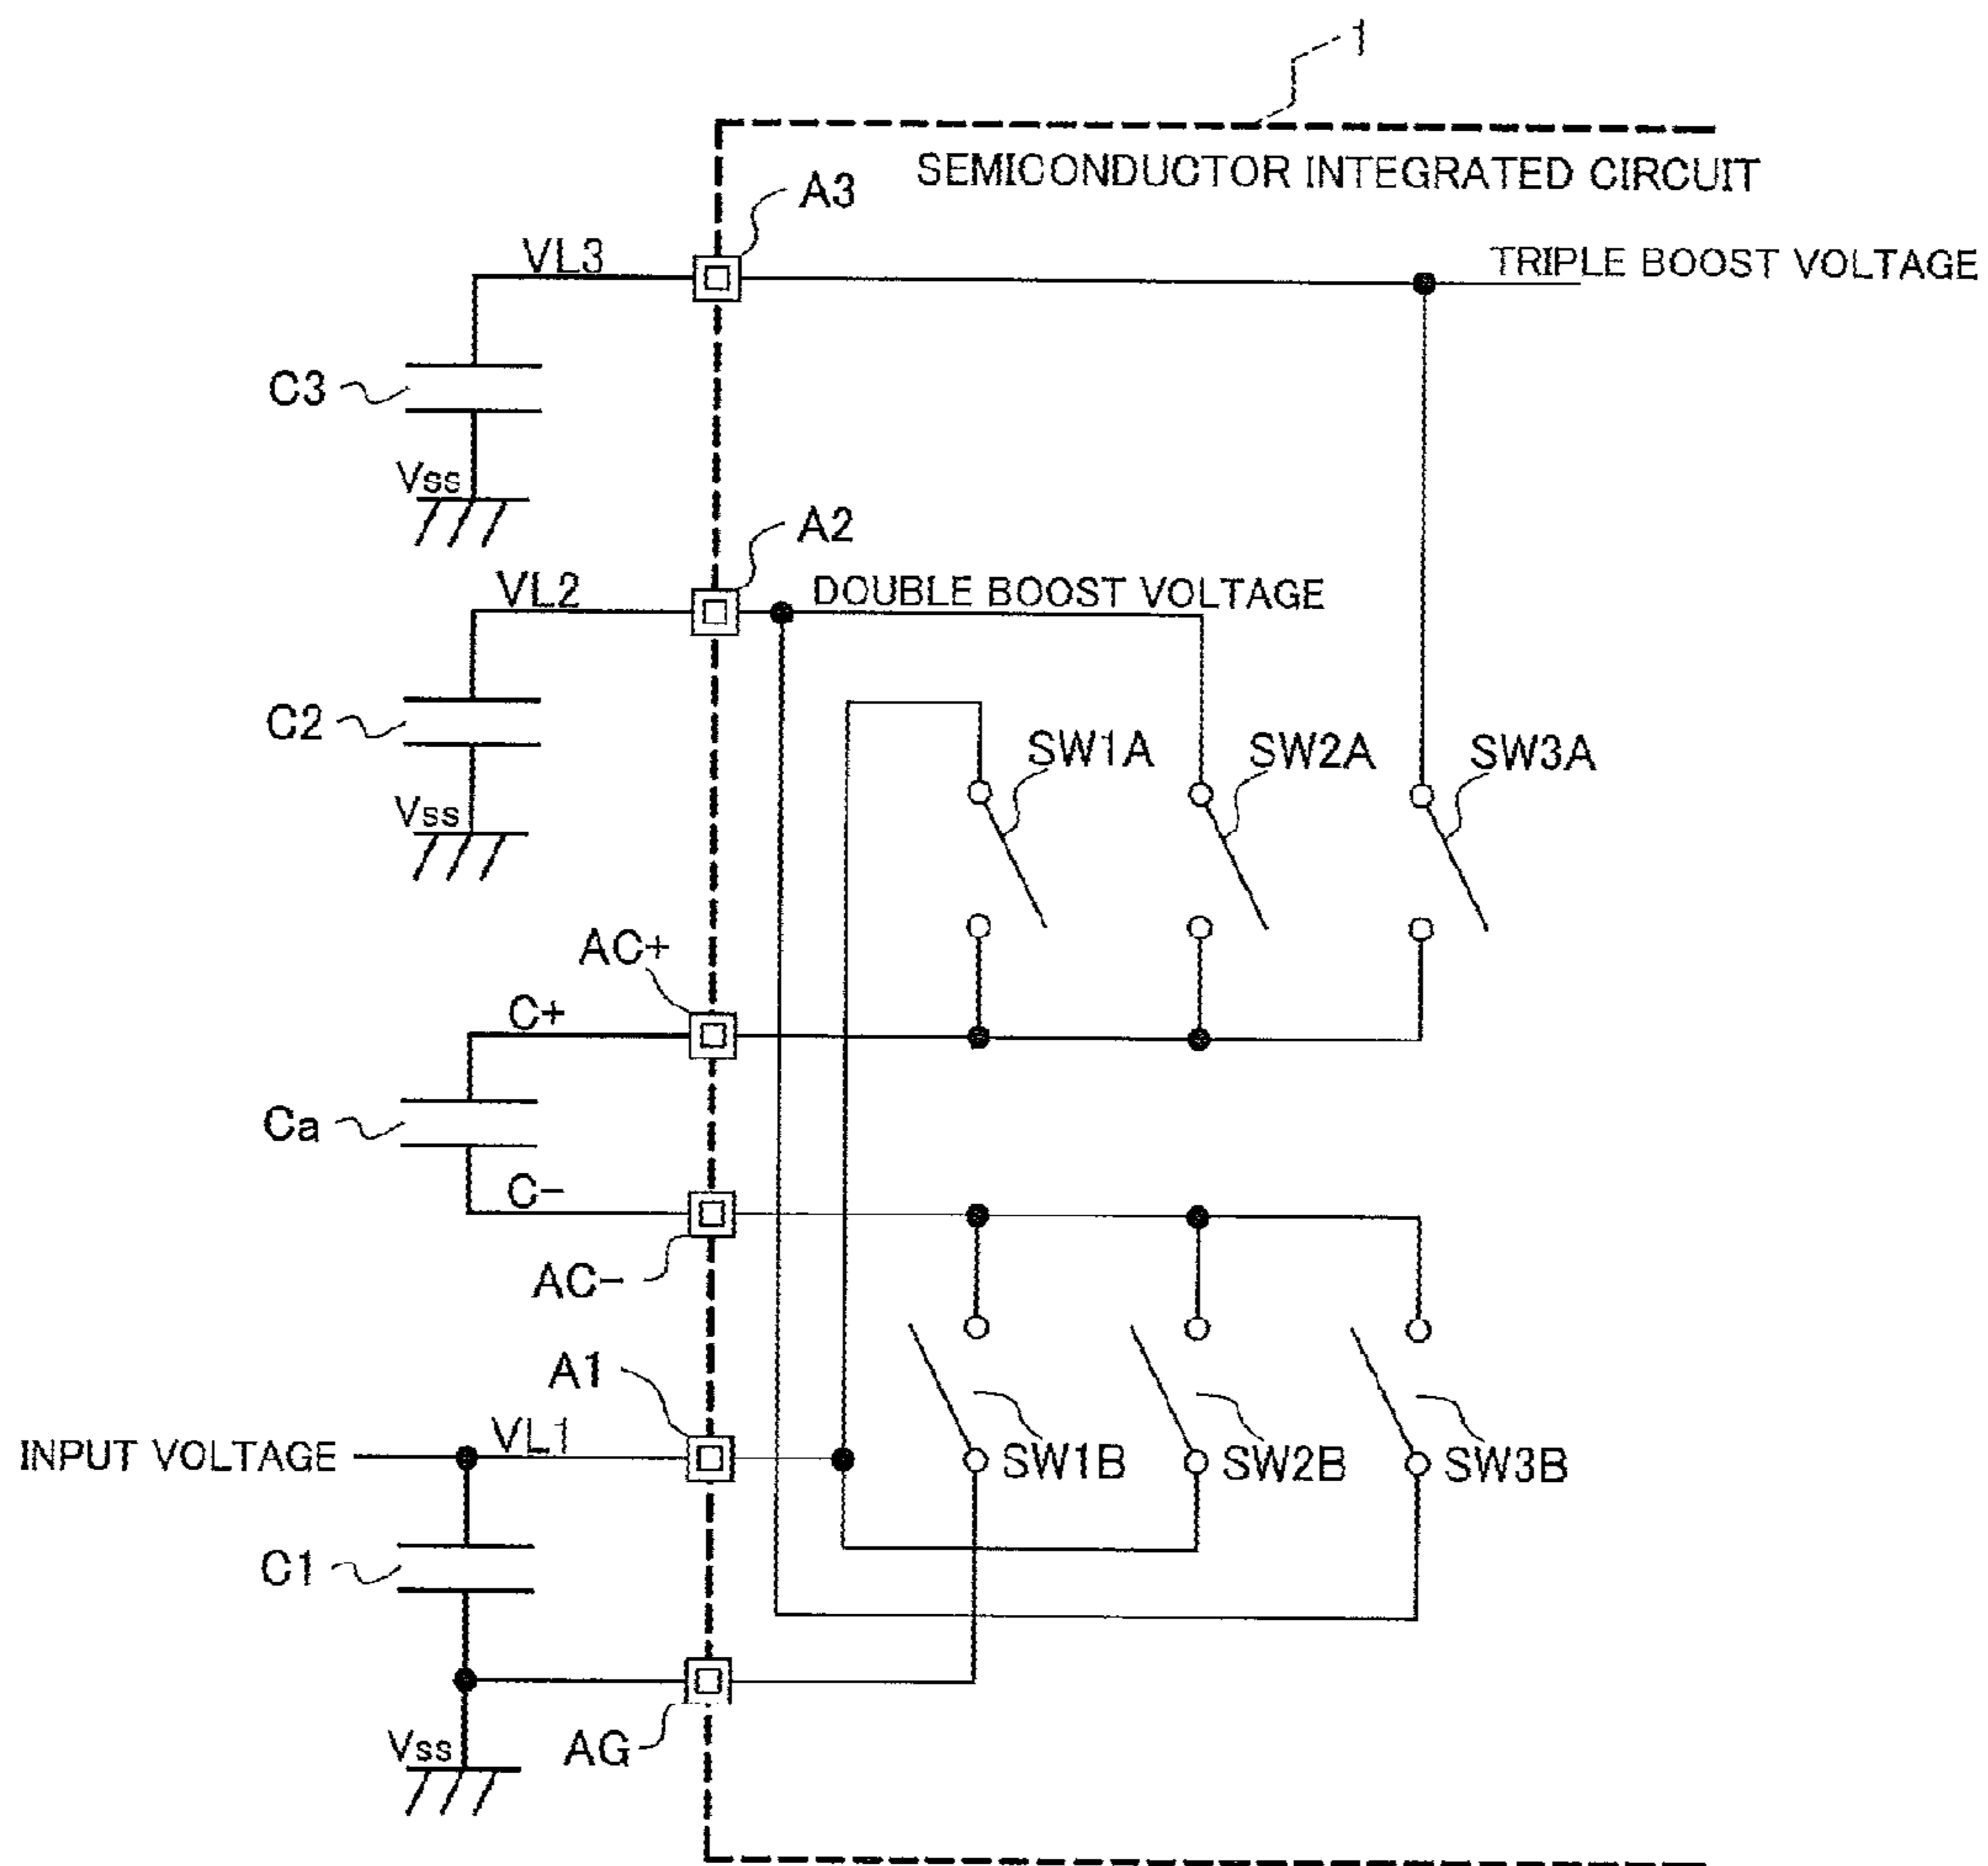 1
SEMICONDUCTOR INTEGRATED CIRCUIT
A3
VL3
TRIPLE BOOST VOLTAGE
C3
Vss
A2
VL2
DOUBLE BOOST VOLTAGE
C2
SW1A
SW2A
SW3A
Vss
AC+
C+
Ca
C-
AC-
A1
INPUT VOLTAGE
VL1
SW1B
SW2B
SW3B
C1
Vss
AG